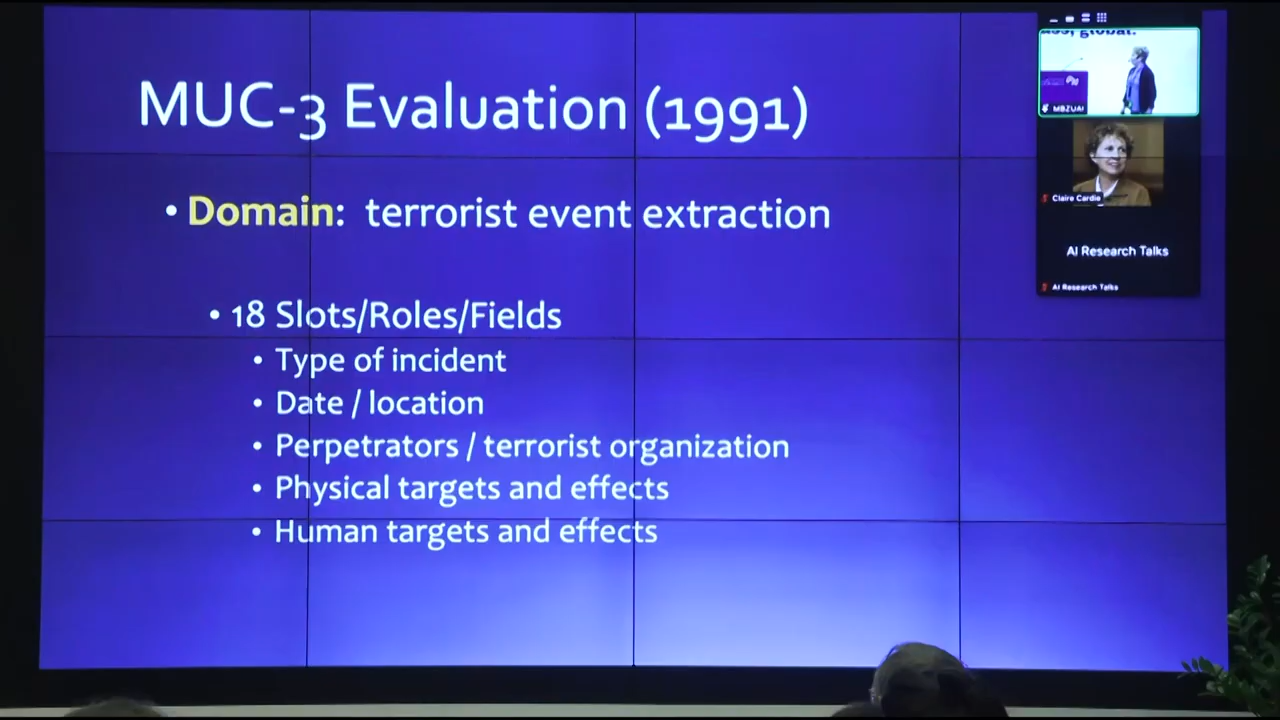 MUC-3 Evaluation (1991)
• Domain: terrorist event extraction
• 18 Slots/Roles/Fields
• Type of incident
• Date / location
• Perpetrators / terrorist organization
• Physical targets and effects
• Human targets and effects
global.
MBZUAI
Claire Cardie
AI Research Talks
AI Research Talks